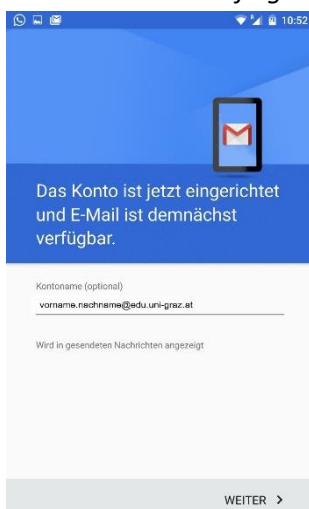 10:52
Das Konto ist jetzt eingerichtet
und E-Mail ist demnächst
verfügbar.
Kontoname (optional)
vorname.nachname@edu.uni-graz.at
Wird in gesendeten Nachrichten angezeigt
WEITER >